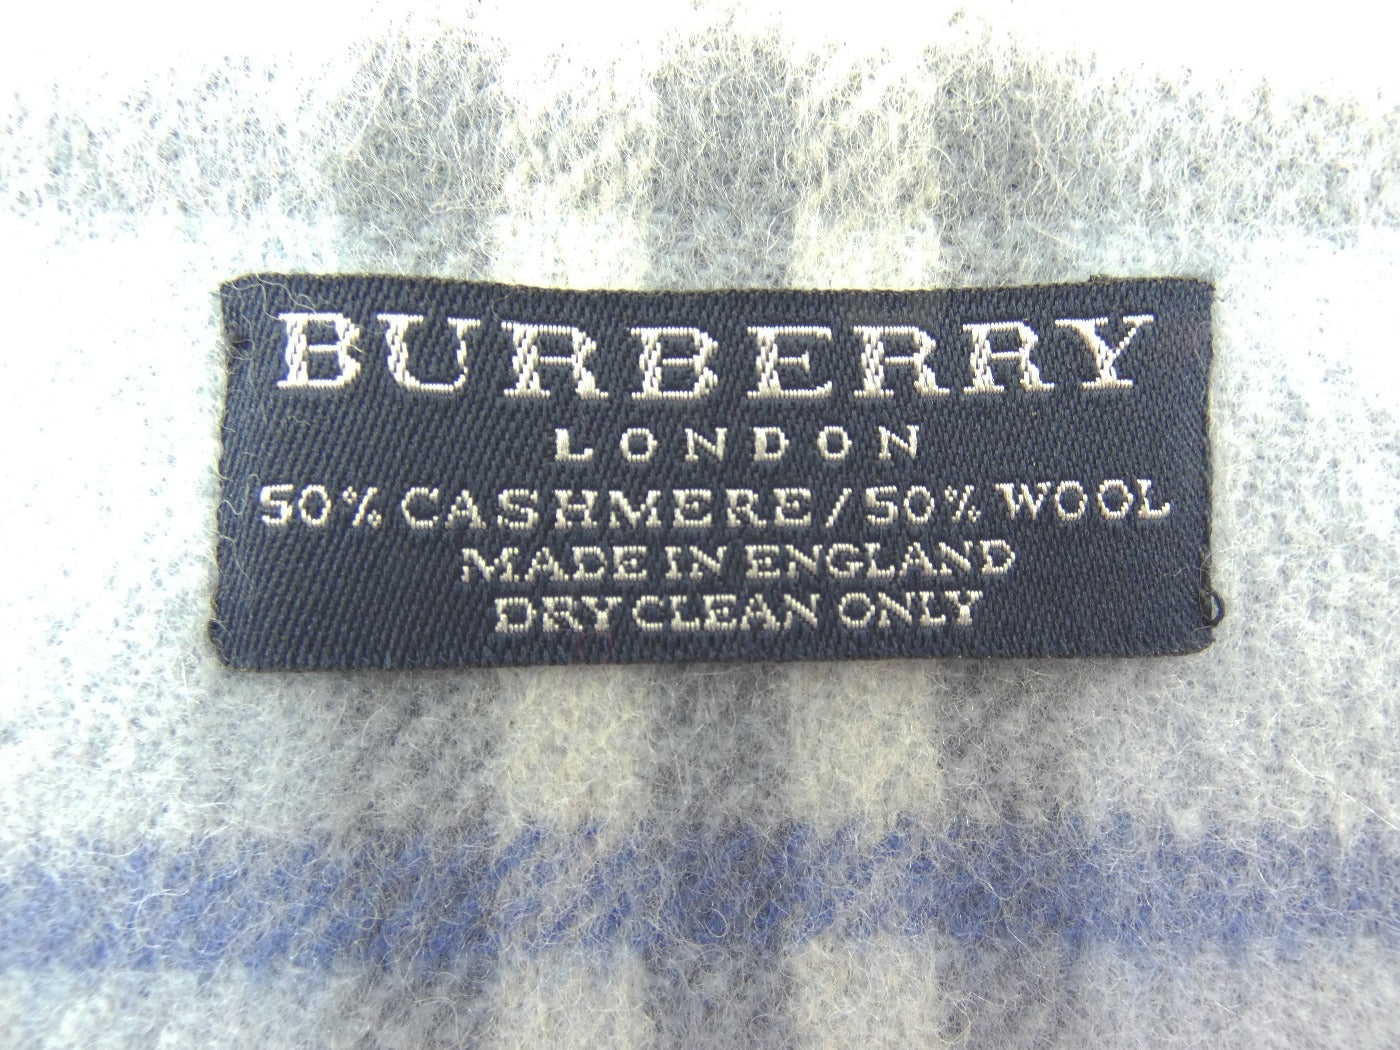 BURBERRY
LONDON
50% CASHMERE/50% WOOL
MADE IN ENGLAND
DRY CLEAN ONLY